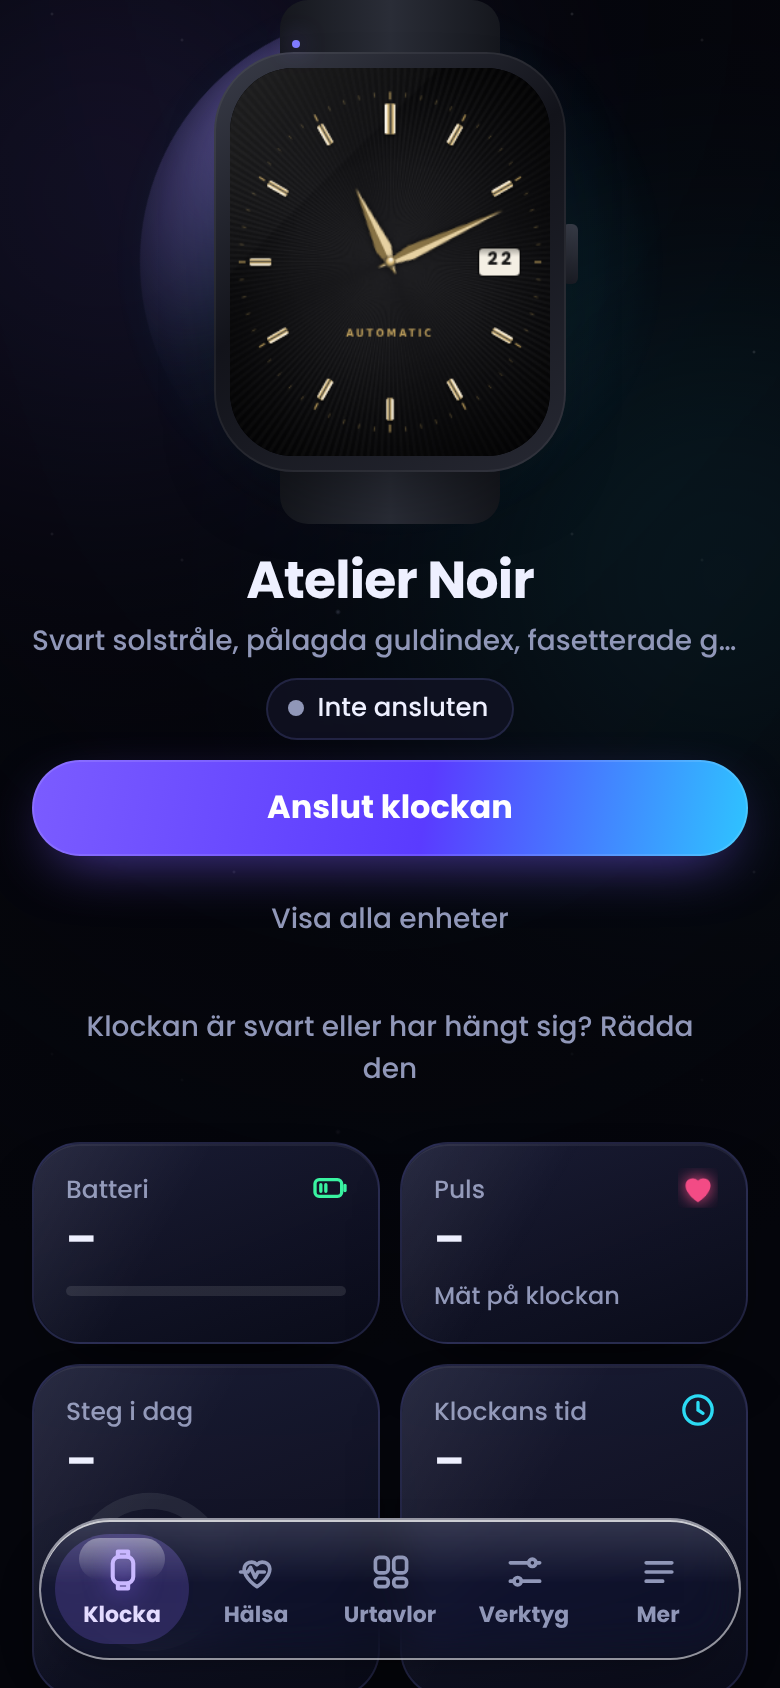 22
AUTOMATIC
Atelier Noir
Svart solstråle, pålagda guldindex, fasetterade g...
Inte ansluten
Anslut klockan
Visa alla enheter
Klockan är svart eller har hängt sig? Rädda
den
Batteri
Puls
–
–
Mät på klockan
Steg i dag
Klockans tid
–
–
Klocka
Hälsa
Urtavlor
Verktyg
Mer